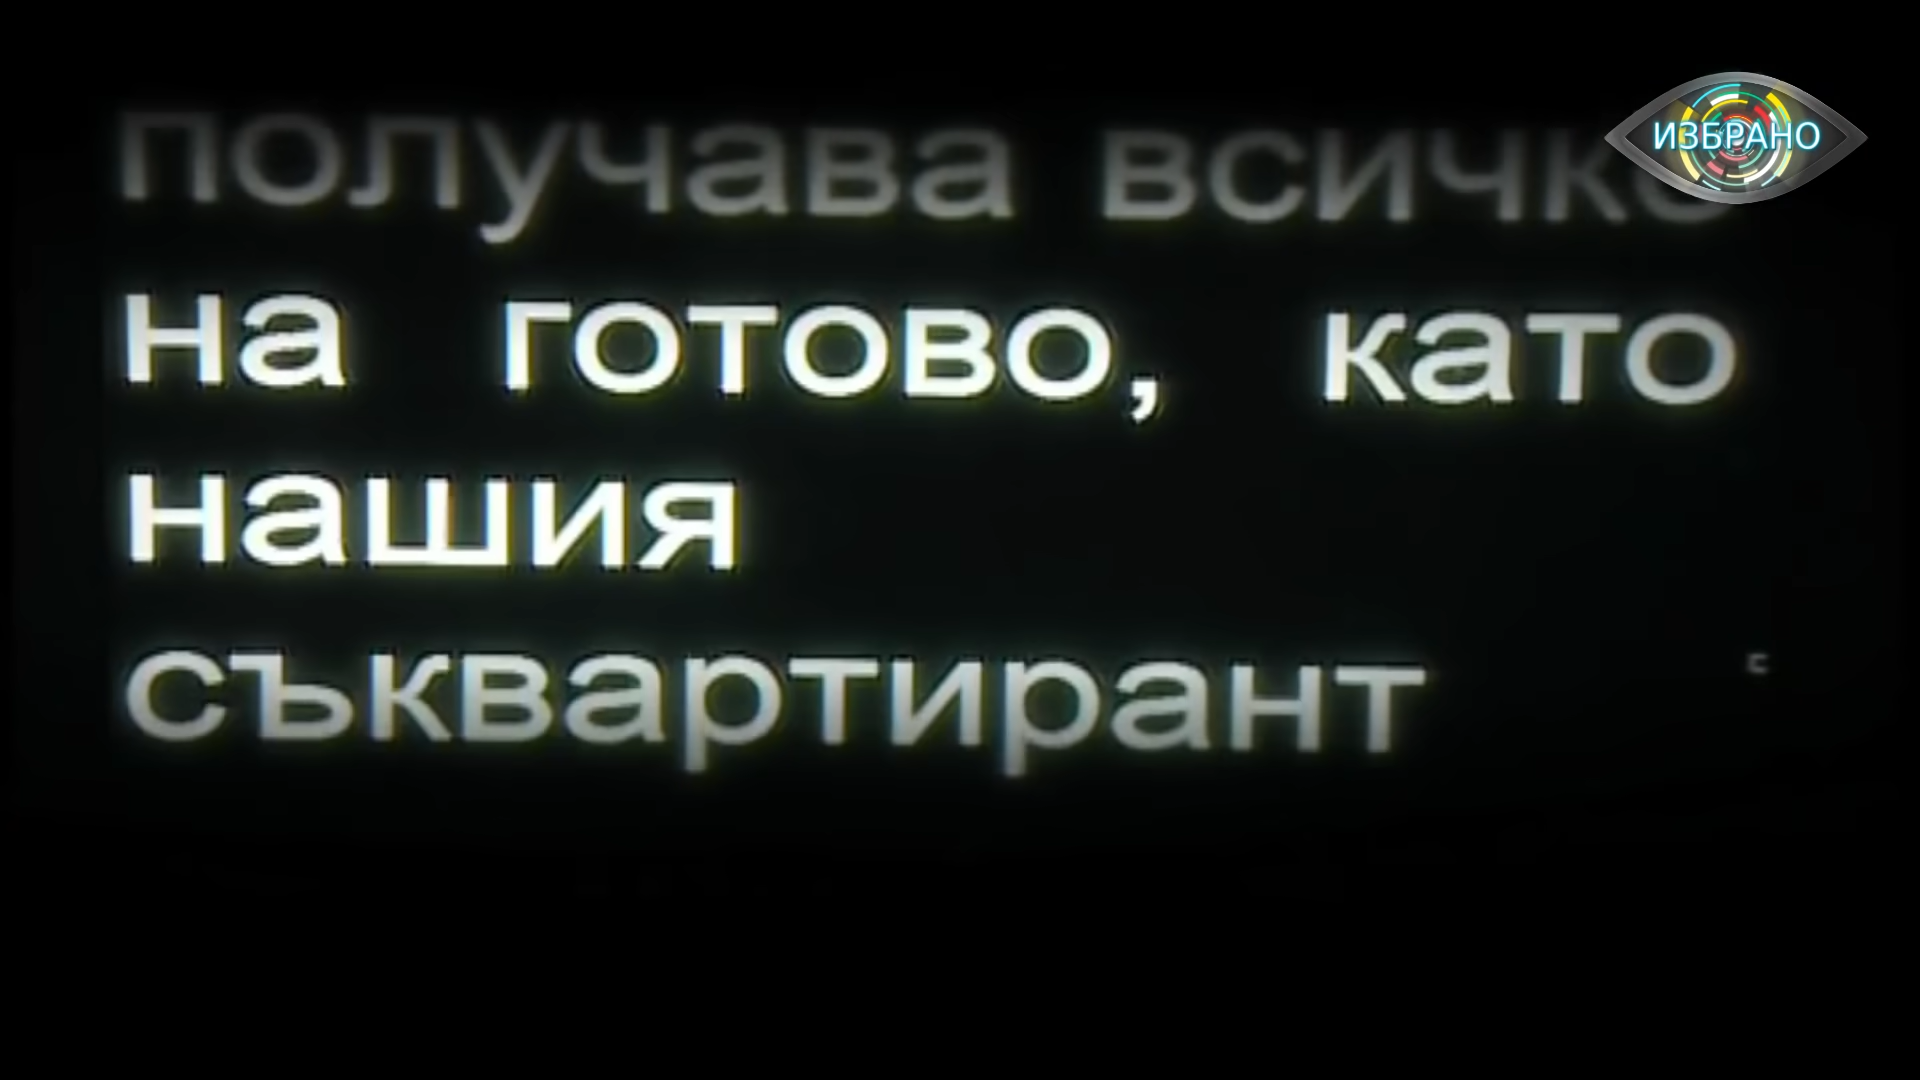 ИЗБРАНО
получава всичко
на готово, като
нашия
съквартирант